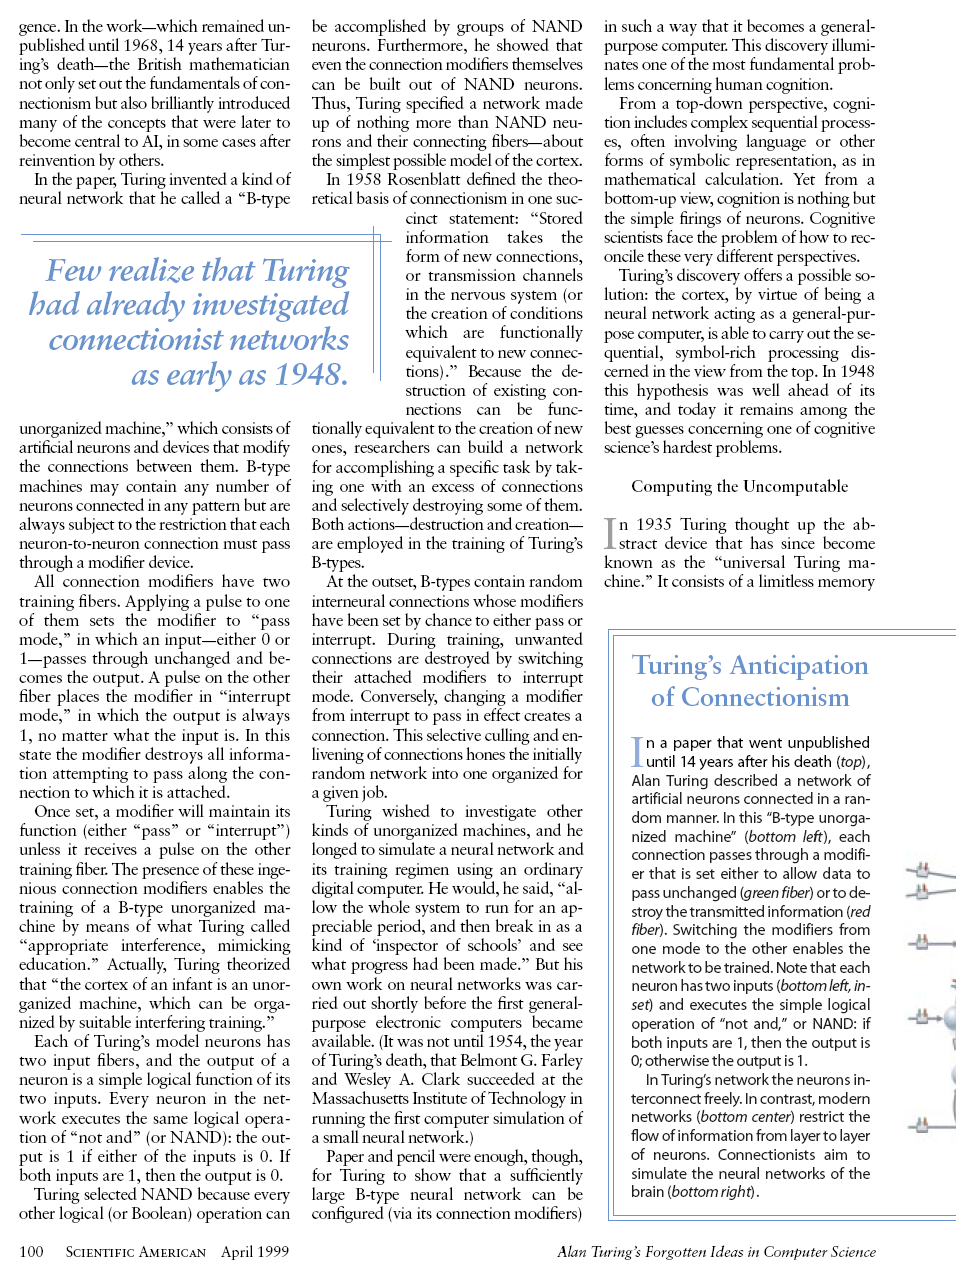 gence. In the work—which remained un-
published until 1968, 14 years after Tur-
ing’s death—the British mathematician
not only set out the fundamentals of con-
nectionism but also brilliantly introduced
many of the concepts that were later to
become central to AI, in some cases after
reinvention by others.
In the paper, Turing invented a kind of
neural network that he called a “B-type
Few realize that Turing
had already investigated
connectionist networks
as early as 1948.
unorganized machine,” which consists of
artificial neurons and devices that modify
the connections between them. B-type
machines may contain any number of
neurons connected in any pattern but are
always subject to the restriction that each
neuron-to-neuron connection must pass
through a modifier device.
All connection modifiers have two
training fibers. Applying a pulse to one
of them sets the modifier to “pass
mode,” in which an input—either 0 or
1—passes through unchanged and be-
comes the output. A pulse on the other
fiber places the modifier in “interrupt
mode,” in which the output is always
1, no matter what the input is. In this
state the modifier destroys all informa-
tion attempting to pass along the con-
nection to which it is attached.
Once set, a modifier will maintain its
function (either “pass” or “interrupt”)
unless it receives a pulse on the other
training fiber. The presence of these inge-
nious connection modifiers enables the
training of a B-type unorganized ma-
chine by means of what Turing called
“appropriate interference, mimicking
education.” Actually, Turing theorized
that “the cortex of an infant is an unor-
ganized machine, which can be orga-
nized by suitable interfering training.”
Each of Turing’s model neurons has
two input fibers, and the output of a
neuron is a simple logical function of its
two inputs. Every neuron in the net-
work executes the same logical opera-
tion of “not and” (or NAND): the out-
put is 1 if either of the inputs is 0. If
both inputs are 1, then the output is 0.
Turing selected NAND because every
other logical (or Boolean) operation can
be accomplished by groups of NAND
neurons. Furthermore, he showed that
even the connection modifiers themselves
can be built out of NAND neurons.
Thus, Turing specified a network made
up of nothing more than NAND neu-
rons and their connecting fibers—about
the simplest possible model of the cortex.
In 1958 Rosenblatt defined the theo-
retical basis of connectionism in one suc-
cinct statement: “Stored
information takes the
form of new connections,
or transmission channels
in the nervous system (or
the creation of conditions
which are functionally
equivalent to new connec-
tions).” Because the de-
struction of existing con-
nections can be func-
tionally equivalent to the creation of new
ones, researchers can build a network
for accomplishing a specific task by tak-
ing one with an excess of connections
and selectively destroying some of them.
Both actions—destruction and creation—
are employed in the training of Turing’s
B-types.
At the outset, B-types contain random
interneural connections whose modifiers
have been set by chance to either pass or
interrupt. During training, unwanted
connections are destroyed by switching
their attached modifiers to interrupt
mode. Conversely, changing a modifier
from interrupt to pass in effect creates a
connection. This selective culling and en-
livening of connections hones the initially
random network into one organized for
a given job.
Turing wished to investigate other
kinds of unorganized machines, and he
longed to simulate a neural network and
its training regimen using an ordinary
digital computer. He would, he said, “al-
low the whole system to run for an ap-
preciable period, and then break in as a
kind of ‘inspector of schools’ and see
what progress had been made.” But his
own work on neural networks was car-
ried out shortly before the first general-
purpose electronic computers became
available. (It was not until 1954, the year
of Turing’s death, that Belmont G. Farley
and Wesley A. Clark succeeded at the
Massachusetts Institute of Technology in
running the first computer simulation of
a small neural network.)
Paper and pencil were enough, though,
for Turing to show that a sufficiently
large B-type neural network can be
configured (via its connection modifiers)
in such a way that it becomes a general-
purpose computer. This discovery illumi-
nates one of the most fundamental prob-
lems concerning human cognition.
From a top-down perspective, cogni-
tion includes complex sequential process-
es, often involving language or other
forms of symbolic representation, as in
mathematical calculation. Yet from a
bottom-up view, cognition is nothing but
the simple firings of neurons. Cognitive
scientists face the problem of how to rec-
oncile these very different perspectives.
Turing’s discovery offers a possible so-
lution: the cortex, by virtue of being a
neural network acting as a general-pur-
pose computer, is able to carry out the se-
quential, symbol-rich processing dis-
cerned in the view from the top. In 1948
this hypothesis was well ahead of its
time, and today it remains among the
best guesses concerning one of cognitive
science’s hardest problems.
Computing the Uncomputable
In 1935 Turing thought up the ab-
stract device that has since become
known as the “universal Turing ma-
chine.” It consists of a limitless memory
Turing’s Anticipation
of Connectionism
In a paper that went unpublished
until 14 years after his death (top),
Alan Turing described a network of
artificial neurons connected in a ran-
dom manner. In this “B-type unorga-
nized machine” (bottom left), each
connection passes through a modifi-
er that is set either to allow data to
pass unchanged (green fiber) or to de-
stroy the transmitted information (red
fiber). Switching the modifiers from
one mode to the other enables the
network to be trained. Note that each
neuron has two inputs (bottom left, in-
set) and executes the simple logical
operation of “not and,” or NAND: if
both inputs are 1, then the output is
0; otherwise the output is 1.
In Turing’s network the neurons in-
terconnect freely. In contrast, modern
networks (bottom center) restrict the
flow of information from layer to layer
of neurons. Connectionists aim to
simulate the neural networks of the
brain (bottom right).
100 Scientific American April 1999
Alan Turing’s Forgotten Ideas in Computer Science